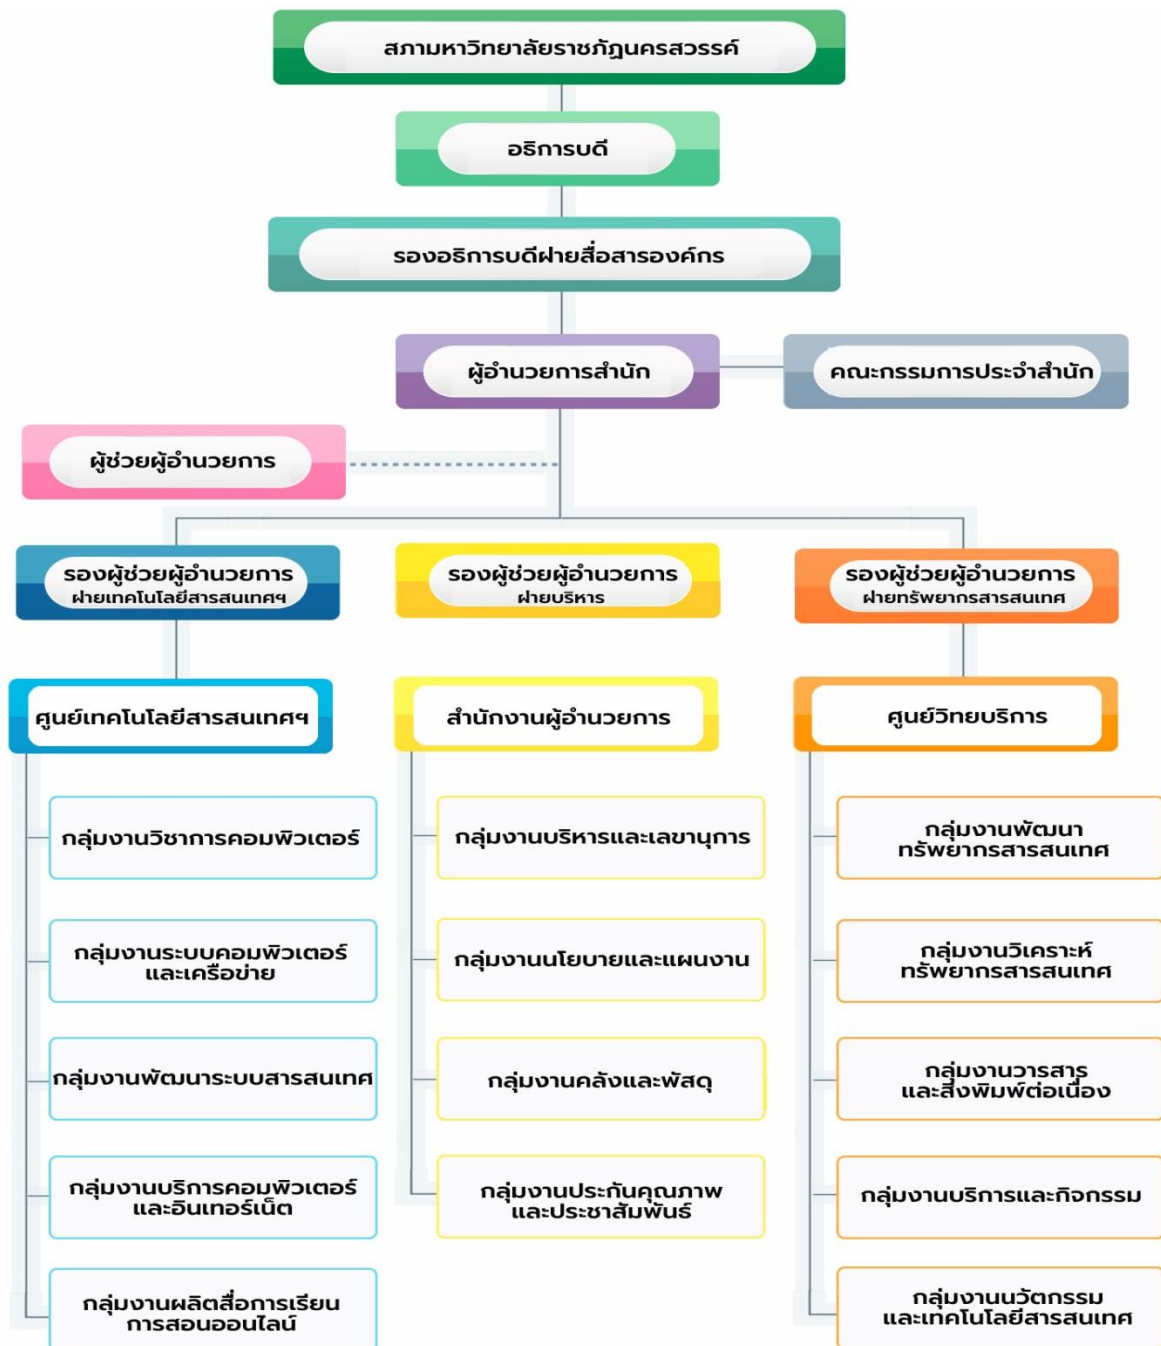 สภามหาวิทยาลัยราชภัฏนครสวรรค์
อธิการบดี
รองอธิการบดีฝ่ายสื่อสารองค์กร
ผู้อำนวยการสำนัก
คณะกรรมการประจำสำนัก
ผู้ช่วยผู้อำนวยการ
รองผู้ช่วยผู้อำนวยการ
ฝ่ายเทคโนโลยีสารสนเทศฯ
รองผู้ช่วยผู้อำนวยการ
ฝ่ายบริหาร
รองผู้ช่วยผู้อำนวยการ
ฝ่ายทรัพยากรสารสนเทศ
ศูนย์เทคโนโลยีสารสนเทศฯ
สำนักงานผู้อำนวยการ
ศูนย์วิทยบริการ
กลุ่มงานวิชาการคอมพิวเตอร์
กลุ่มงานระบบคอมพิวเตอร์
และเครือข่าย
กลุ่มงานพัฒนาระบบสารสนเทศ
กลุ่มงานบริการคอมพิวเตอร์
และอินเทอร์เน็ต
กลุ่มงานผลิตสื่อการเรียน
การสอนออนไลน์
กลุ่มงานบริหารและเลขานุการ
กลุ่มงานนโยบายและแผนงาน
กลุ่มงานคลังและพัสดุ
กลุ่มงานประกันคุณภาพ
และประชาสัมพันธ์
กลุ่มงานพัฒนา
ทรัพยากรสารสนเทศ
กลุ่มงานวิเคราะห์
ทรัพยากรสารสนเทศ
กลุ่มงานวารสาร
และสิ่งพิมพ์ต่อเนื่อง
กลุ่มงานบริการและกิจกรรม
กลุ่มงานนวัตกรรม
และเทคโนโลยีสารสนเทศ